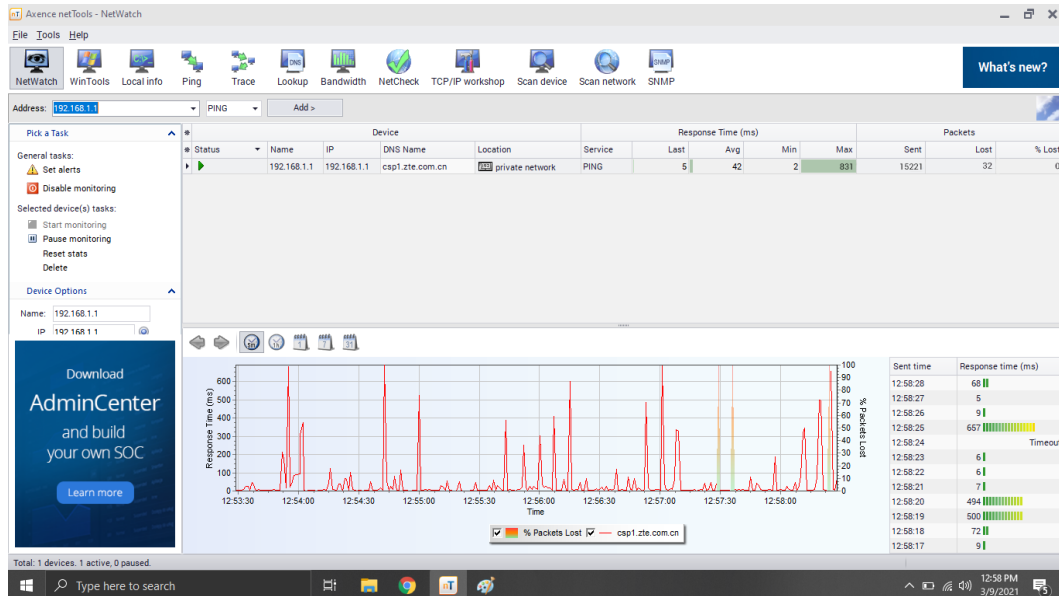 nT Axence netTools - NetWatch
File Tools Help
NetWatch WinTools Local info Ping Trace Lookup Bandwidth NetCheck TCP/IP workshop Scan device Scan network SNMP
What's new?
Address: 192.168.1.1 PING Add >
Pick a Task
General tasks:
Set alerts
Disable monitoring
Selected device(s) tasks:
Start monitoring
Pause monitoring
Reset stats
Delete
Device Options
Name: 192.168.1.1
IP 192.168.1.1
Download
AdminCenter
and build
your own SOC
Learn more
Device Response Time (ms) Packets
Status Name IP DNS Name Location Service Last Avg Min Max Sent Lost % Lost
192.168.1.1 192.168.1.1 csp1.zte.com.cn private network PING 5 42 2 831 15221 32 0
Response Time (ms)
600
500
400
300
200
100
0
100
90
80
70
60
50
40
30
20
10
0
% Packets Lost
12:53:30 12:54:00 12:54:30 12:55:00 12:55:30 12:56:00 12:56:30 12:57:00 12:57:30 12:58:00
Time
% Packets Lost csp1.zte.com.cn
Sent time Response time (ms)
12:58:28 68
12:58:27 5
12:58:26 9
12:58:25 657
12:58:24 Timeout
12:58:23 6
12:58:22 6
12:58:21 7
12:58:20 494
12:58:19 500
12:58:18 72
12:58:17 9
Total: 1 devices. 1 active, 0 paused.
Type here to search
nT
12:58 PM
3/9/2021
5